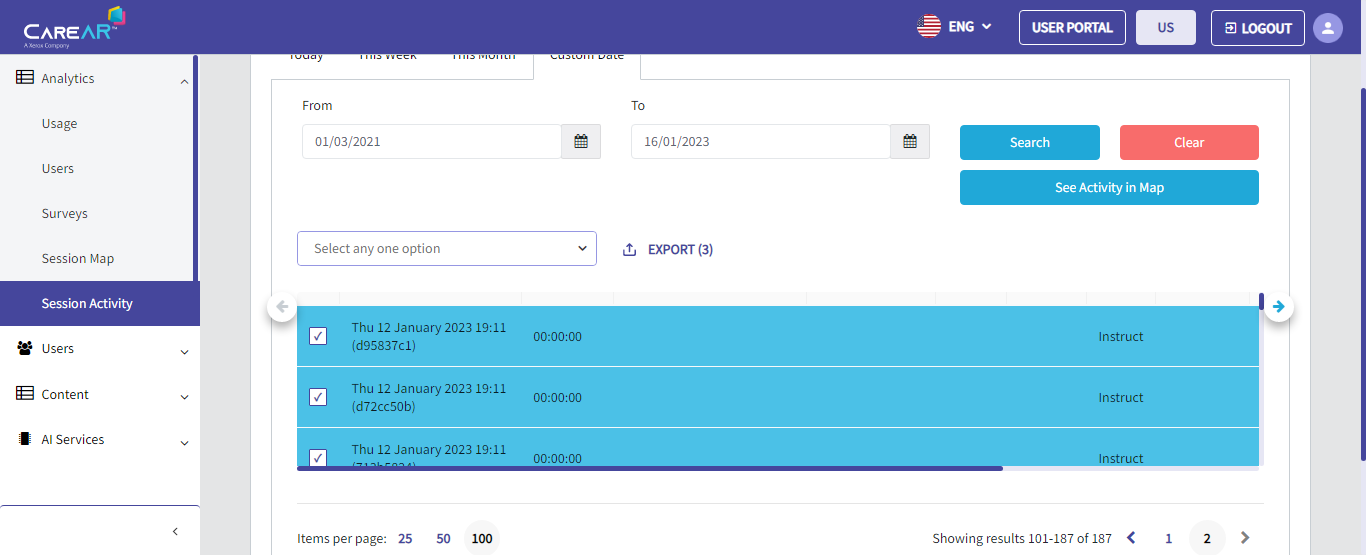 CAREAR™
A Xerox Company
ENG
USER PORTAL
US
LOGOUT
Analytics
Usage
Users
Surveys
Session Map
Session Activity
Users
Content
AI Services
Today
This Week
This Month
Custom Date
From
To
01/03/2021
16/01/2023
Search
Clear
See Activity in Map
Select any one option
EXPORT (3)
Thu 12 January 2023 19:11
(d95837c1)
00:00:00
Instruct
Thu 12 January 2023 19:11
(d72cc50b)
00:00:00
Instruct
Thu 12 January 2023 19:11
00:00:00
Instruct
Items per page: 25 50 100
Showing results 101-187 of 187
1
2